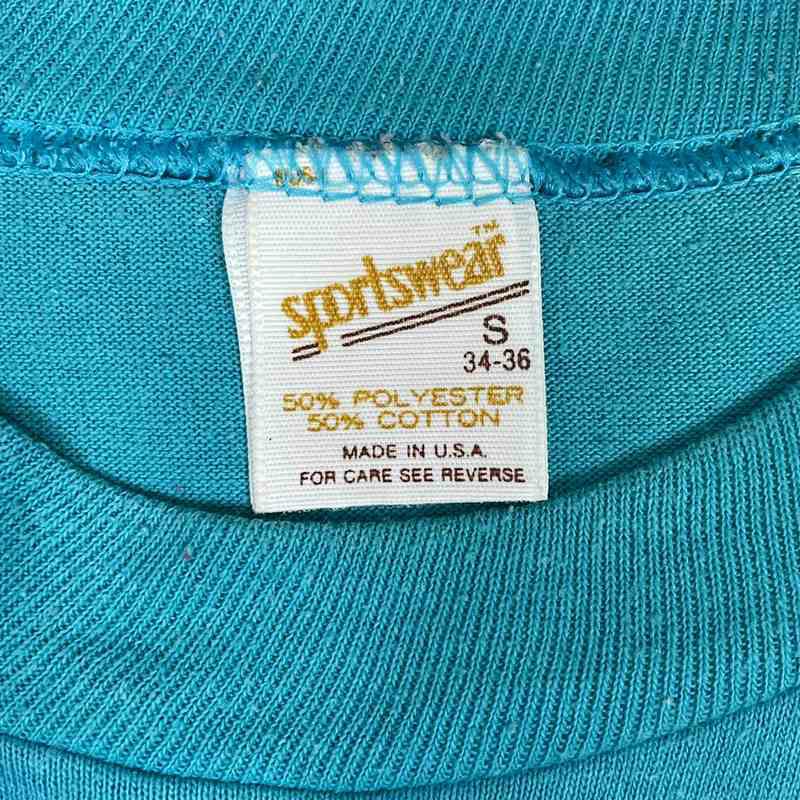 sportswear™
S
34-36
50% POLYESTER
50% COTTON
MADE IN U.S.A.
FOR CARE SEE REVERSE